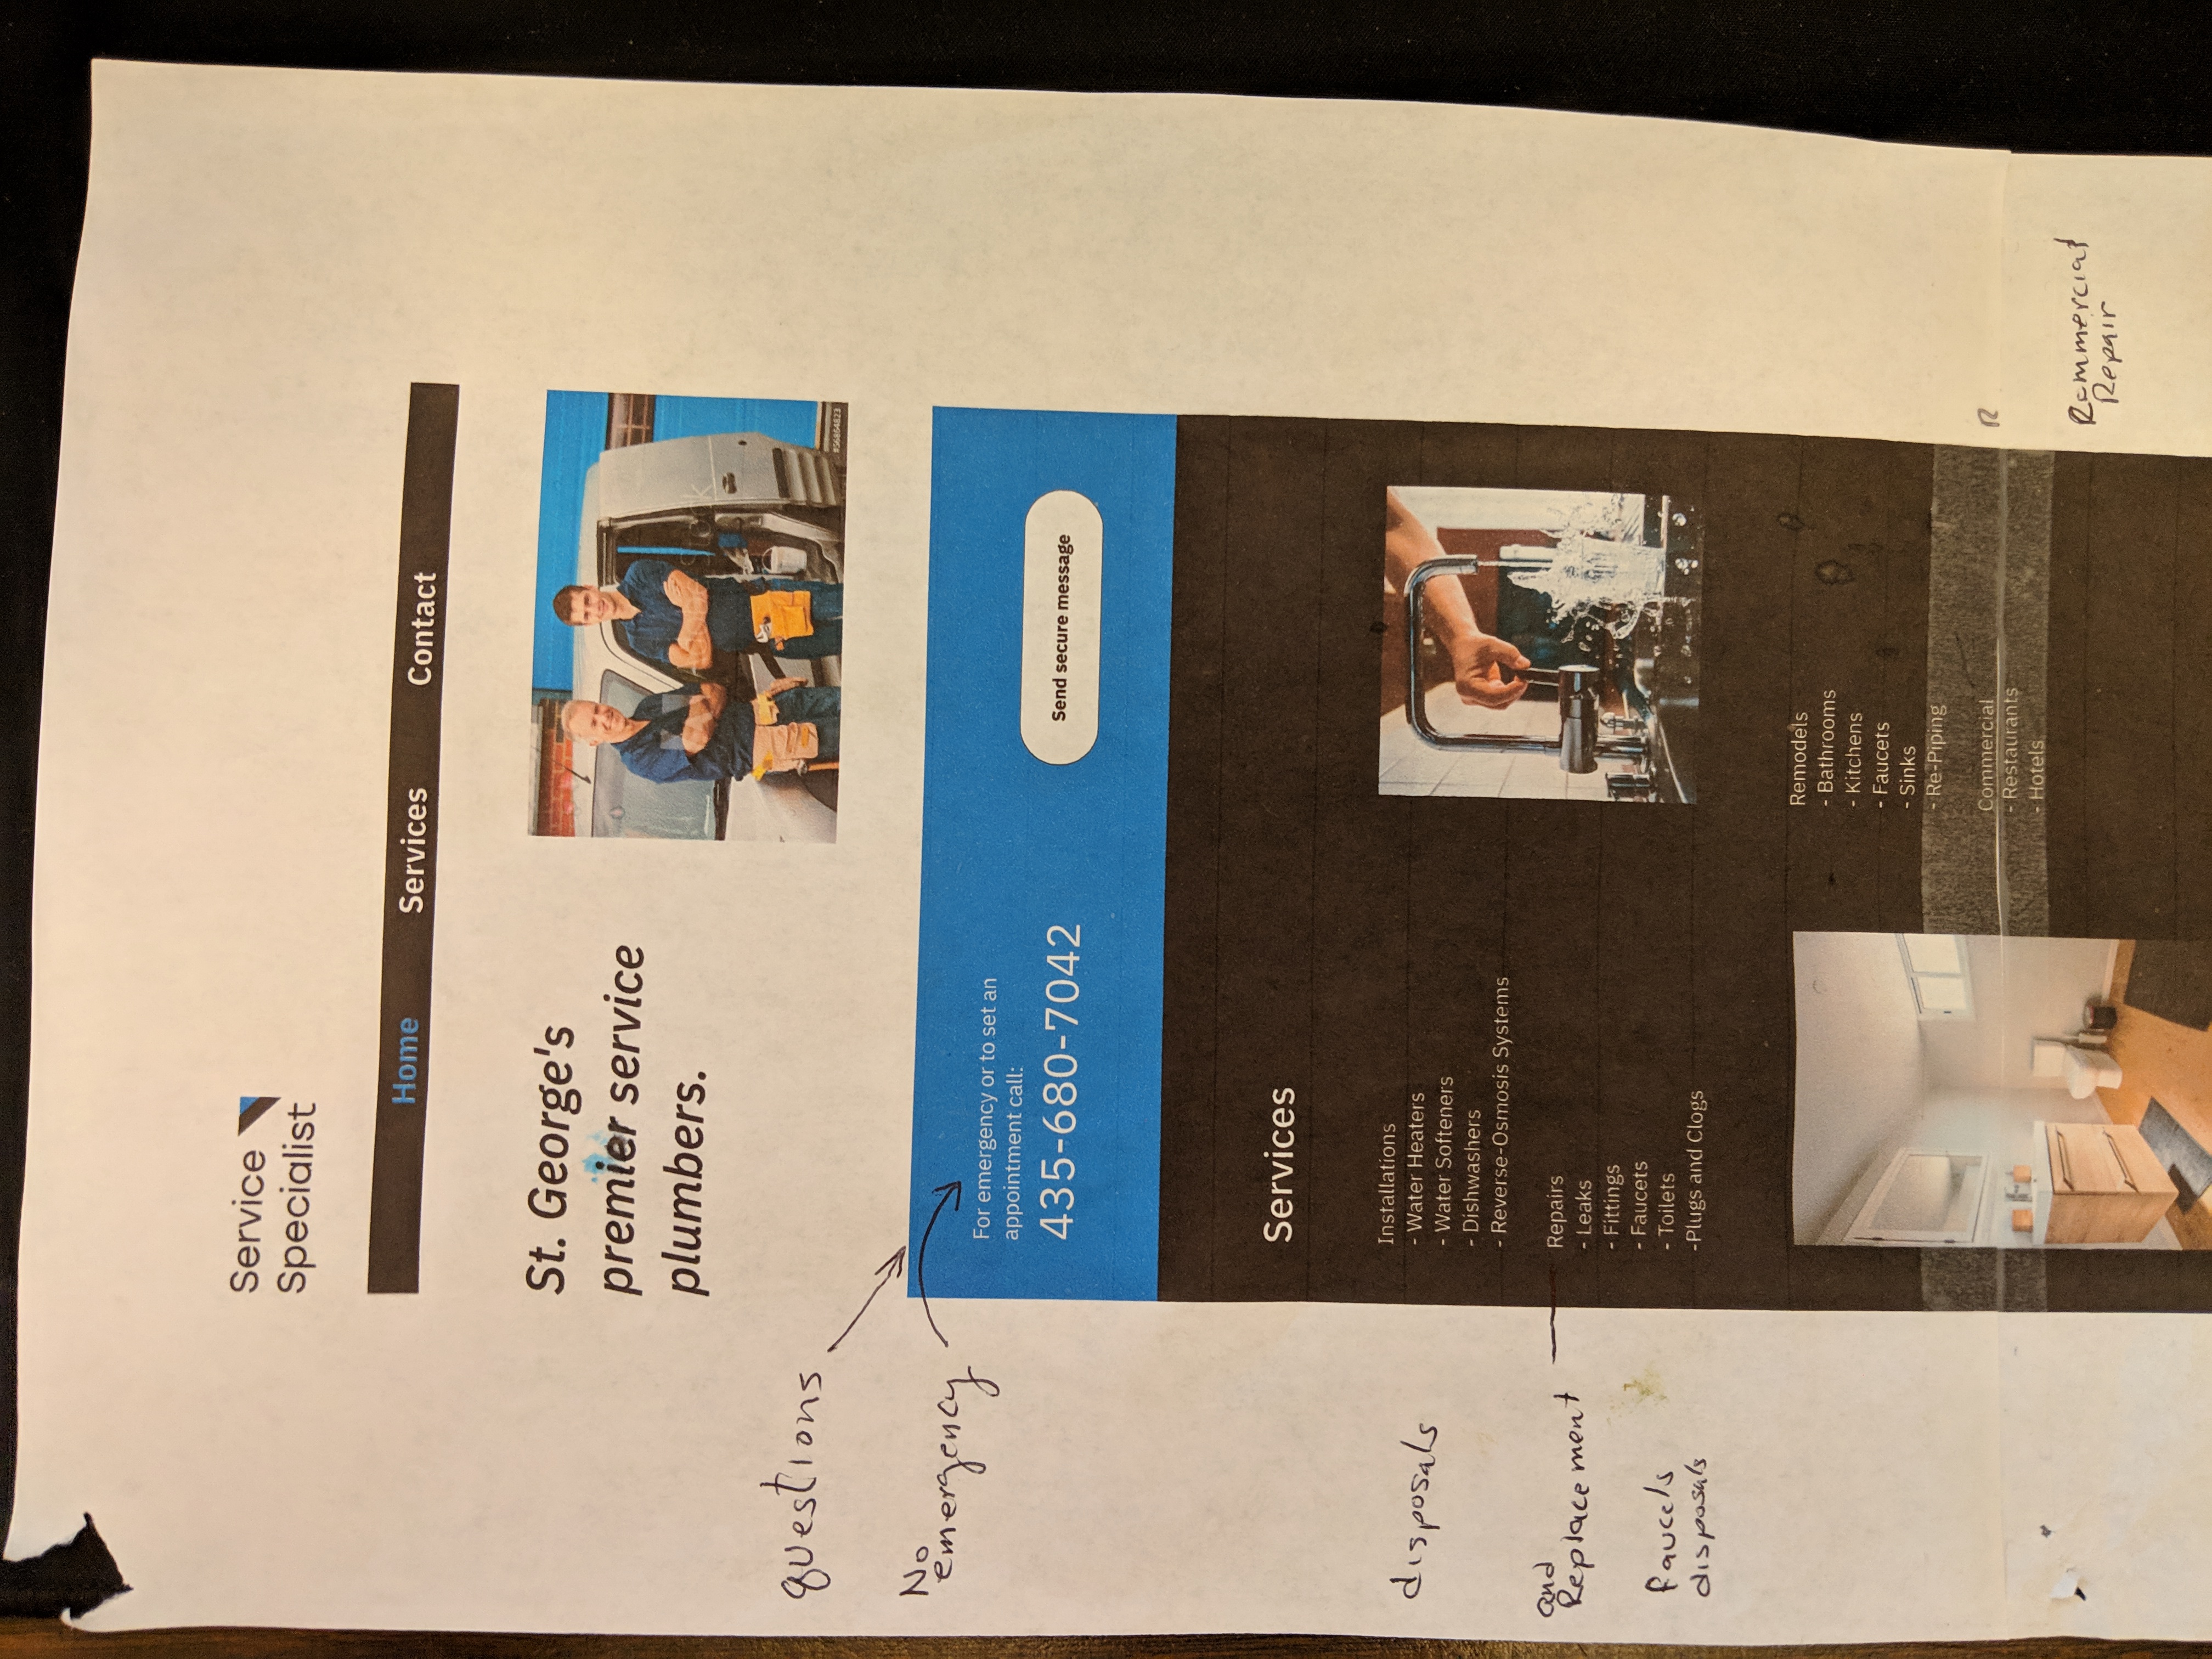 Service
Specialist
Home Services Contact
St. George's
premier service
plumbers.
Adobe Stock
#56864823
questions
No
emergency
For emergency or to set an
appointment call:
435-680-7042
Send secure message
Services
disposals
Installations
- Water Heaters
- Water Softeners
- Dishwashers
- Reverse-Osmosis Systems
and
Replacement
Repairs
- Leaks
- Fittings
- Faucets
- Toilets
-Plugs and Clogs
faucets
disposals
Remodels
- Bathrooms
- Kitchens
- Faucets
- Sinks
- Re-Piping
Commercial
- Restaurants
- Hotels
R
Commercial
Repair